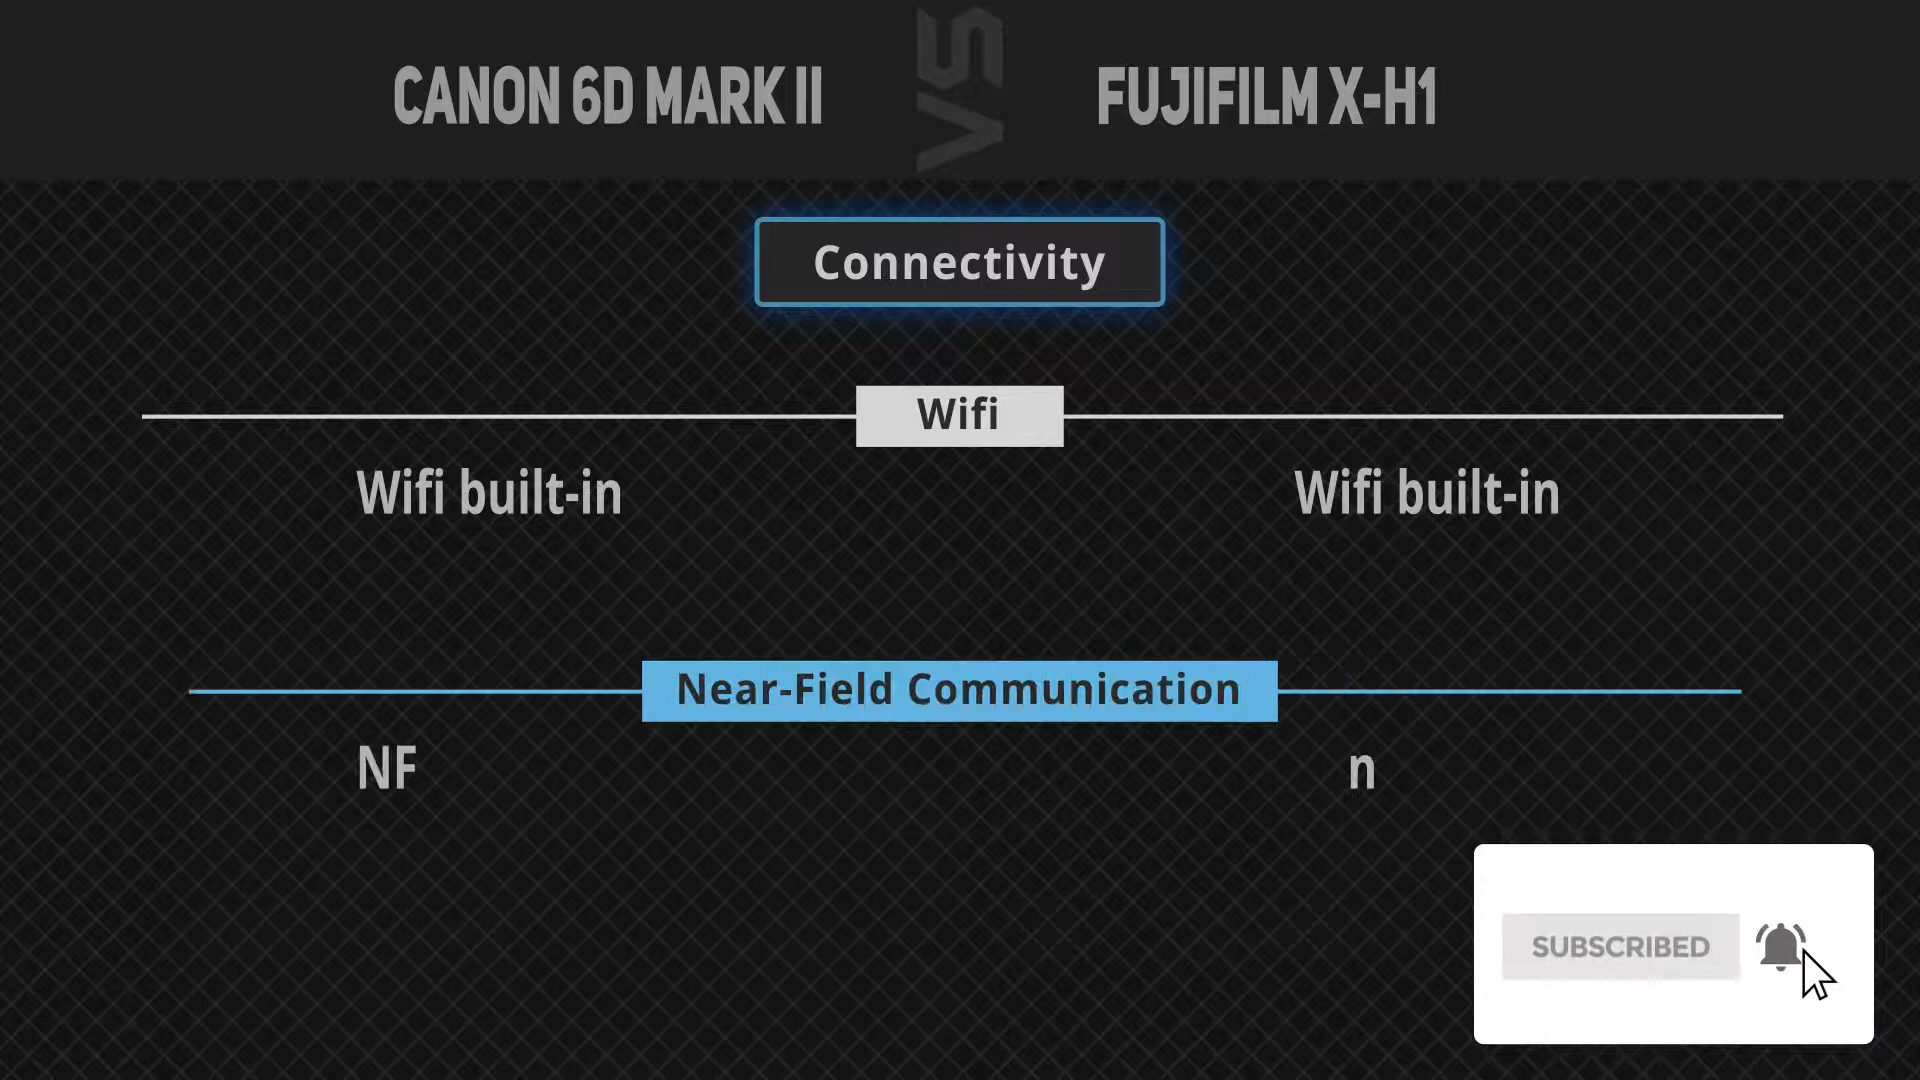 CANON 6D MARK II
VS
FUJIFILM X-H1
Connectivity
Wifi
Wifi built-in
Wifi built-in
Near-Field Communication
NF
n
SUBSCRIBED